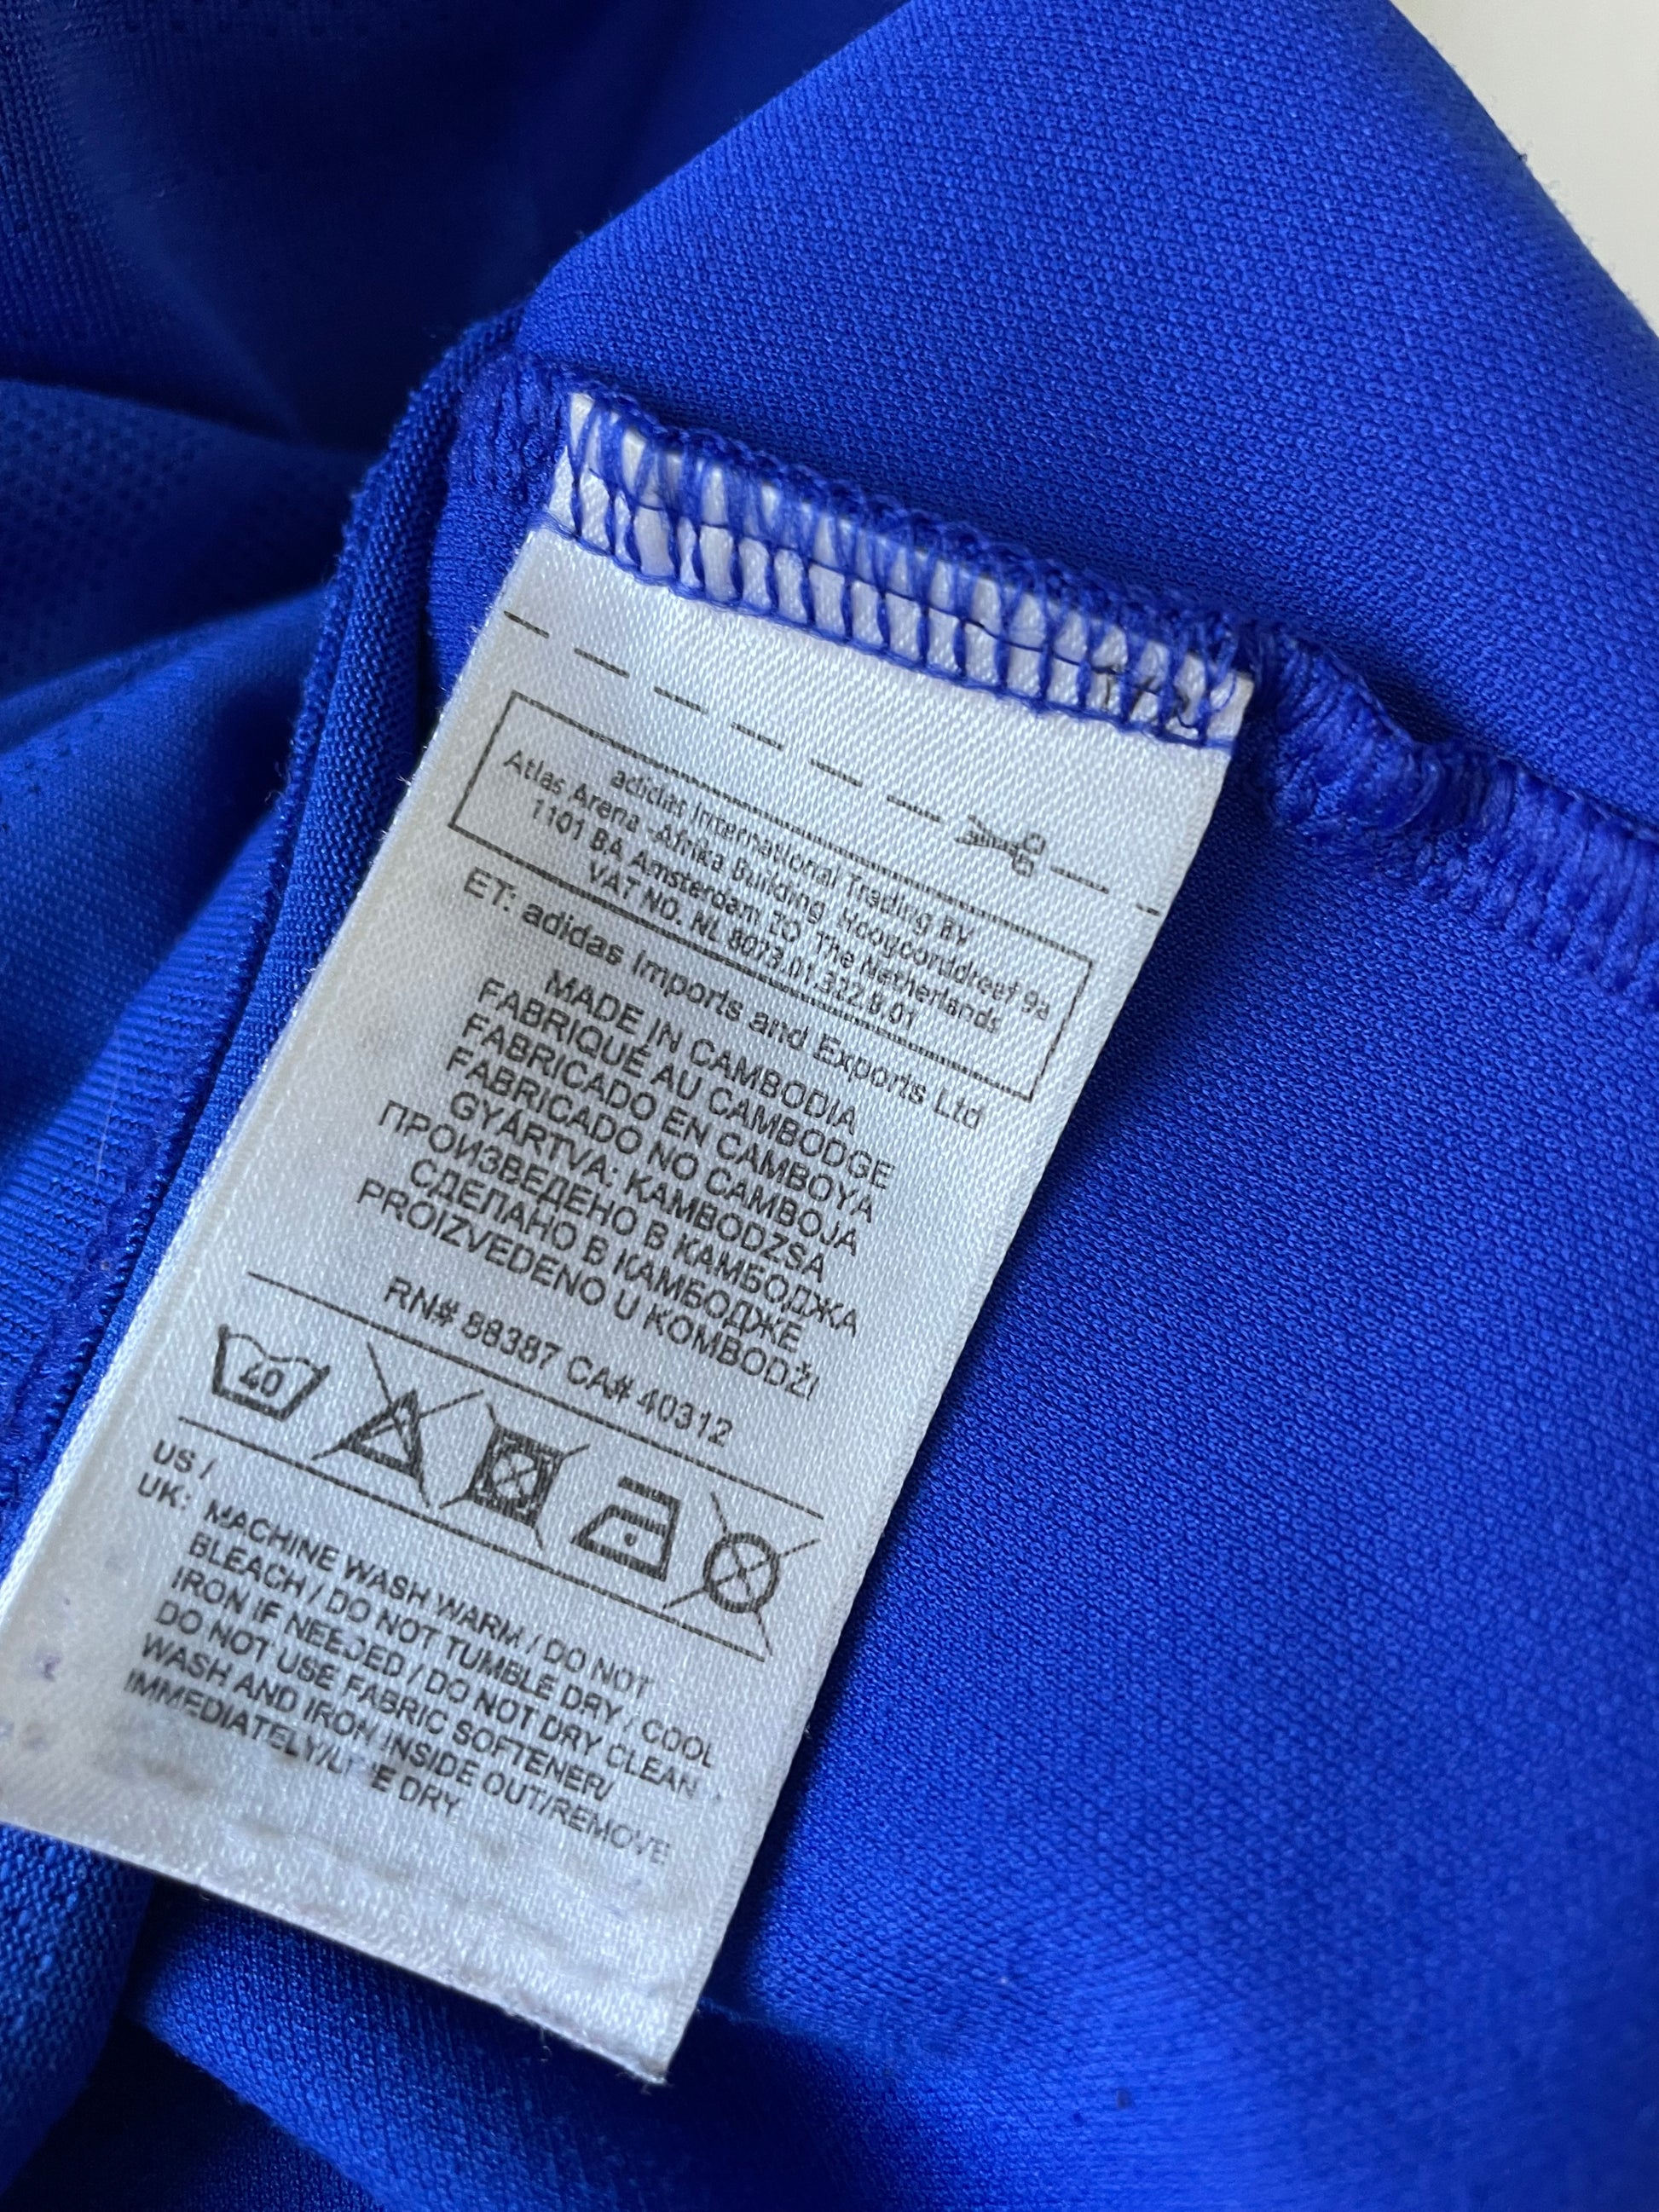 adidas International Trading BV
Atlas Arena -Afrika Building Hoogoorddreef 9a
1101 BA Amsterdam ZO The Netherlands
VAT NO. NL 8073.01.322.B.01
ET: adidas Imports and Exports Ltd
MADE IN CAMBODIA
FABRIQUÉ AU CAMBODGE
FABRICADO EN CAMBOYA
FABRICADO NO CAMBOJA
GYÁRTVA: KAMBODZSA
ПРОИЗВЕДЕНО В КАМБОДЖА
СДЕЛАНО В КАМБОДЖЕ
PROIZVEDENO U KOMBODŽI
RN# 88387 CA# 40312
40
US /
UK: MACHINE WASH WARM / DO NOT
BLEACH / DO NOT TUMBLE DRY / COOL
IRON IF NEEDED / DO NOT DRY CLEAN
DO NOT USE FABRIC SOFTENER/
WASH AND IRON INSIDE OUT/REMOVE
DRY